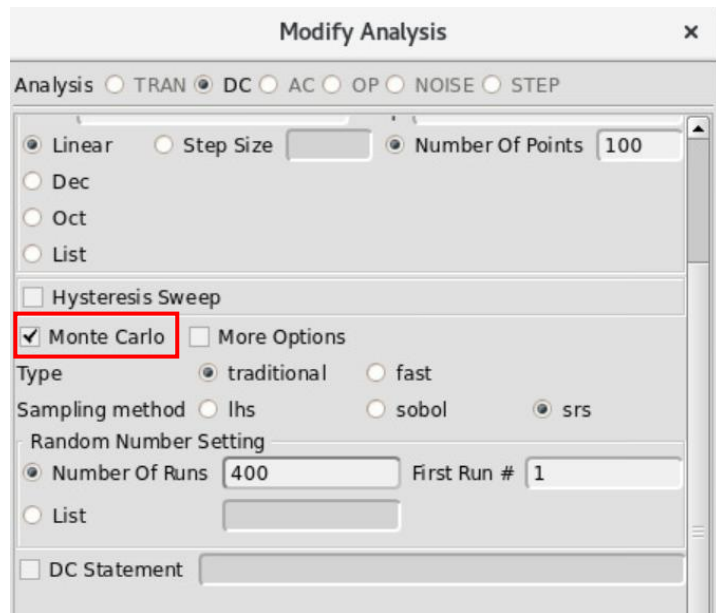 Modify Analysis ×
Analysis TRAN DC AC OP NOISE STEP
Linear Step Size Number Of Points 100
Dec
Oct
List
Hysteresis Sweep
Monte Carlo More Options
Type traditional fast
Sampling method lhs sobol srs
Random Number Setting
Number Of Runs 400 First Run # 1
List
DC Statement